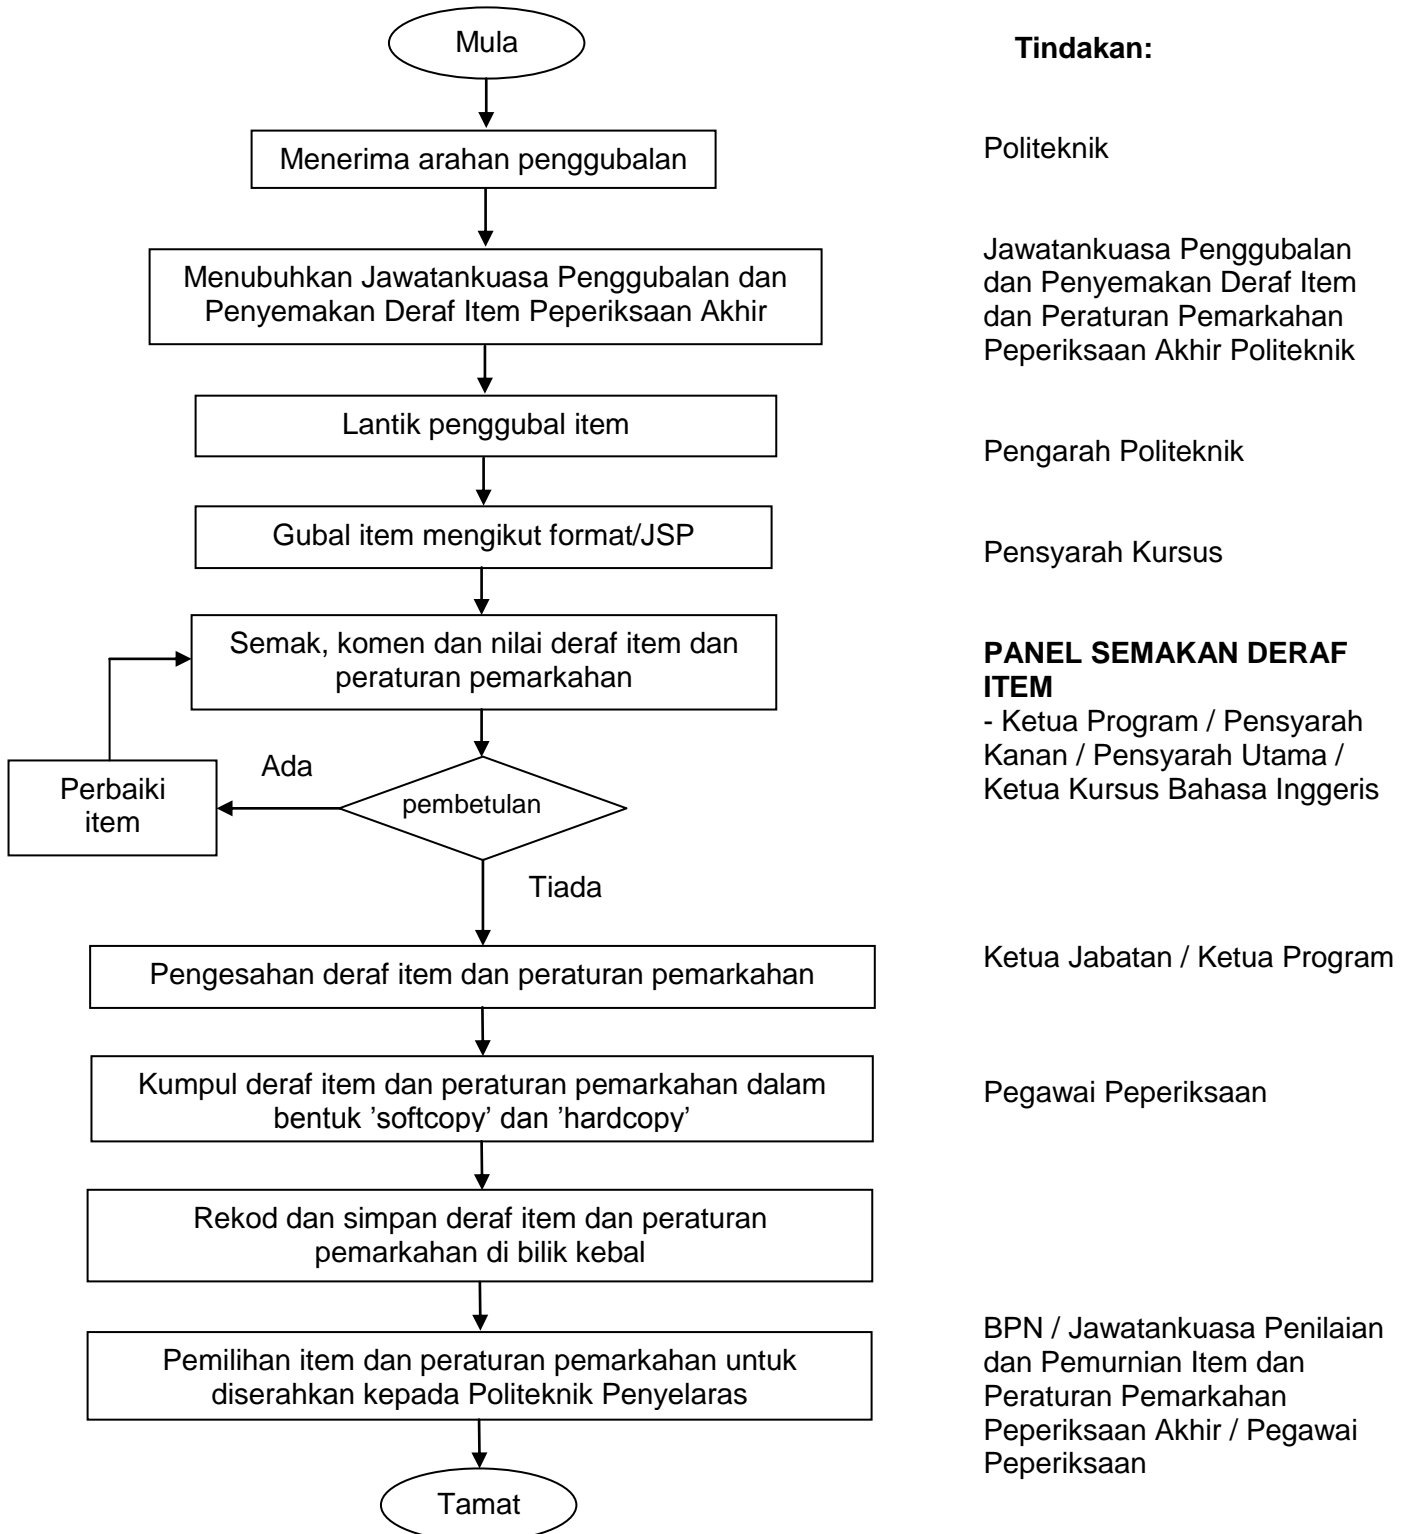 Mula
Tindakan:
Menerima arahan penggubalan
Politeknik
Menubuhkan Jawatankuasa Penggubalan dan
Penyemakan Deraf Item Peperiksaan Akhir
Jawatankuasa Penggubalan
dan Penyemakan Deraf Item
dan Peraturan Pemarkahan
Peperiksaan Akhir Politeknik
Lantik penggubal item
Pengarah Politeknik
Gubal item mengikut format/JSP
Pensyarah Kursus
Semak, komen dan nilai deraf item dan
peraturan pemarkahan
PANEL SEMAKAN DERAF
ITEM
- Ketua Program / Pensyarah
Kanan / Pensyarah Utama /
Ketua Kursus Bahasa Inggeris
Ada
Perbaiki
item
pembetulan
Tiada
Pengesahan deraf item dan peraturan pemarkahan
Ketua Jabatan / Ketua Program
Kumpul deraf item dan peraturan pemarkahan dalam
bentuk ’softcopy’ dan ’hardcopy’
Pegawai Peperiksaan
Rekod dan simpan deraf item dan peraturan
pemarkahan di bilik kebal
Pemilihan item dan peraturan pemarkahan untuk
diserahkan kepada Politeknik Penyelaras
BPN / Jawatankuasa Penilaian
dan Pemurnian Item dan
Peraturan Pemarkahan
Peperiksaan Akhir / Pegawai
Peperiksaan
Tamat